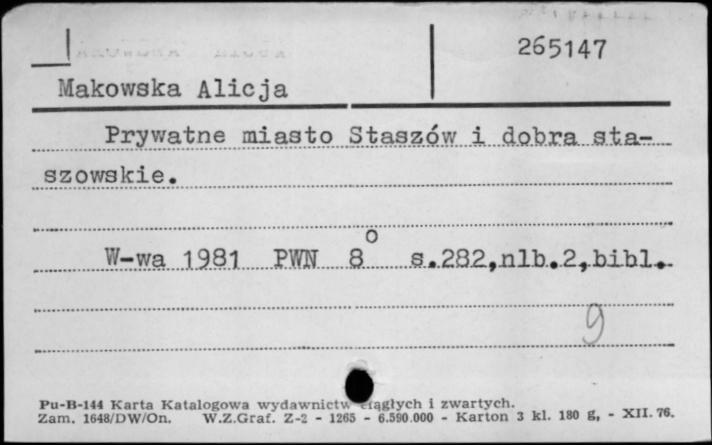 265147
Makowska Alicja
Prywatne miasto Staszów i dobra sta-
szowskie.
W-wa 1981 PWN 8° s.282,nlb.2,bibl.
9
Pu-B-144 Karta Katalogowa wydawnictw ciągłych i zwartych.
Zam. 1648/DW/On. W.Z.Graf. Z-2 - 1265 - 6.590.000 - Karton 3 kl. 180 g, - XII. 76.